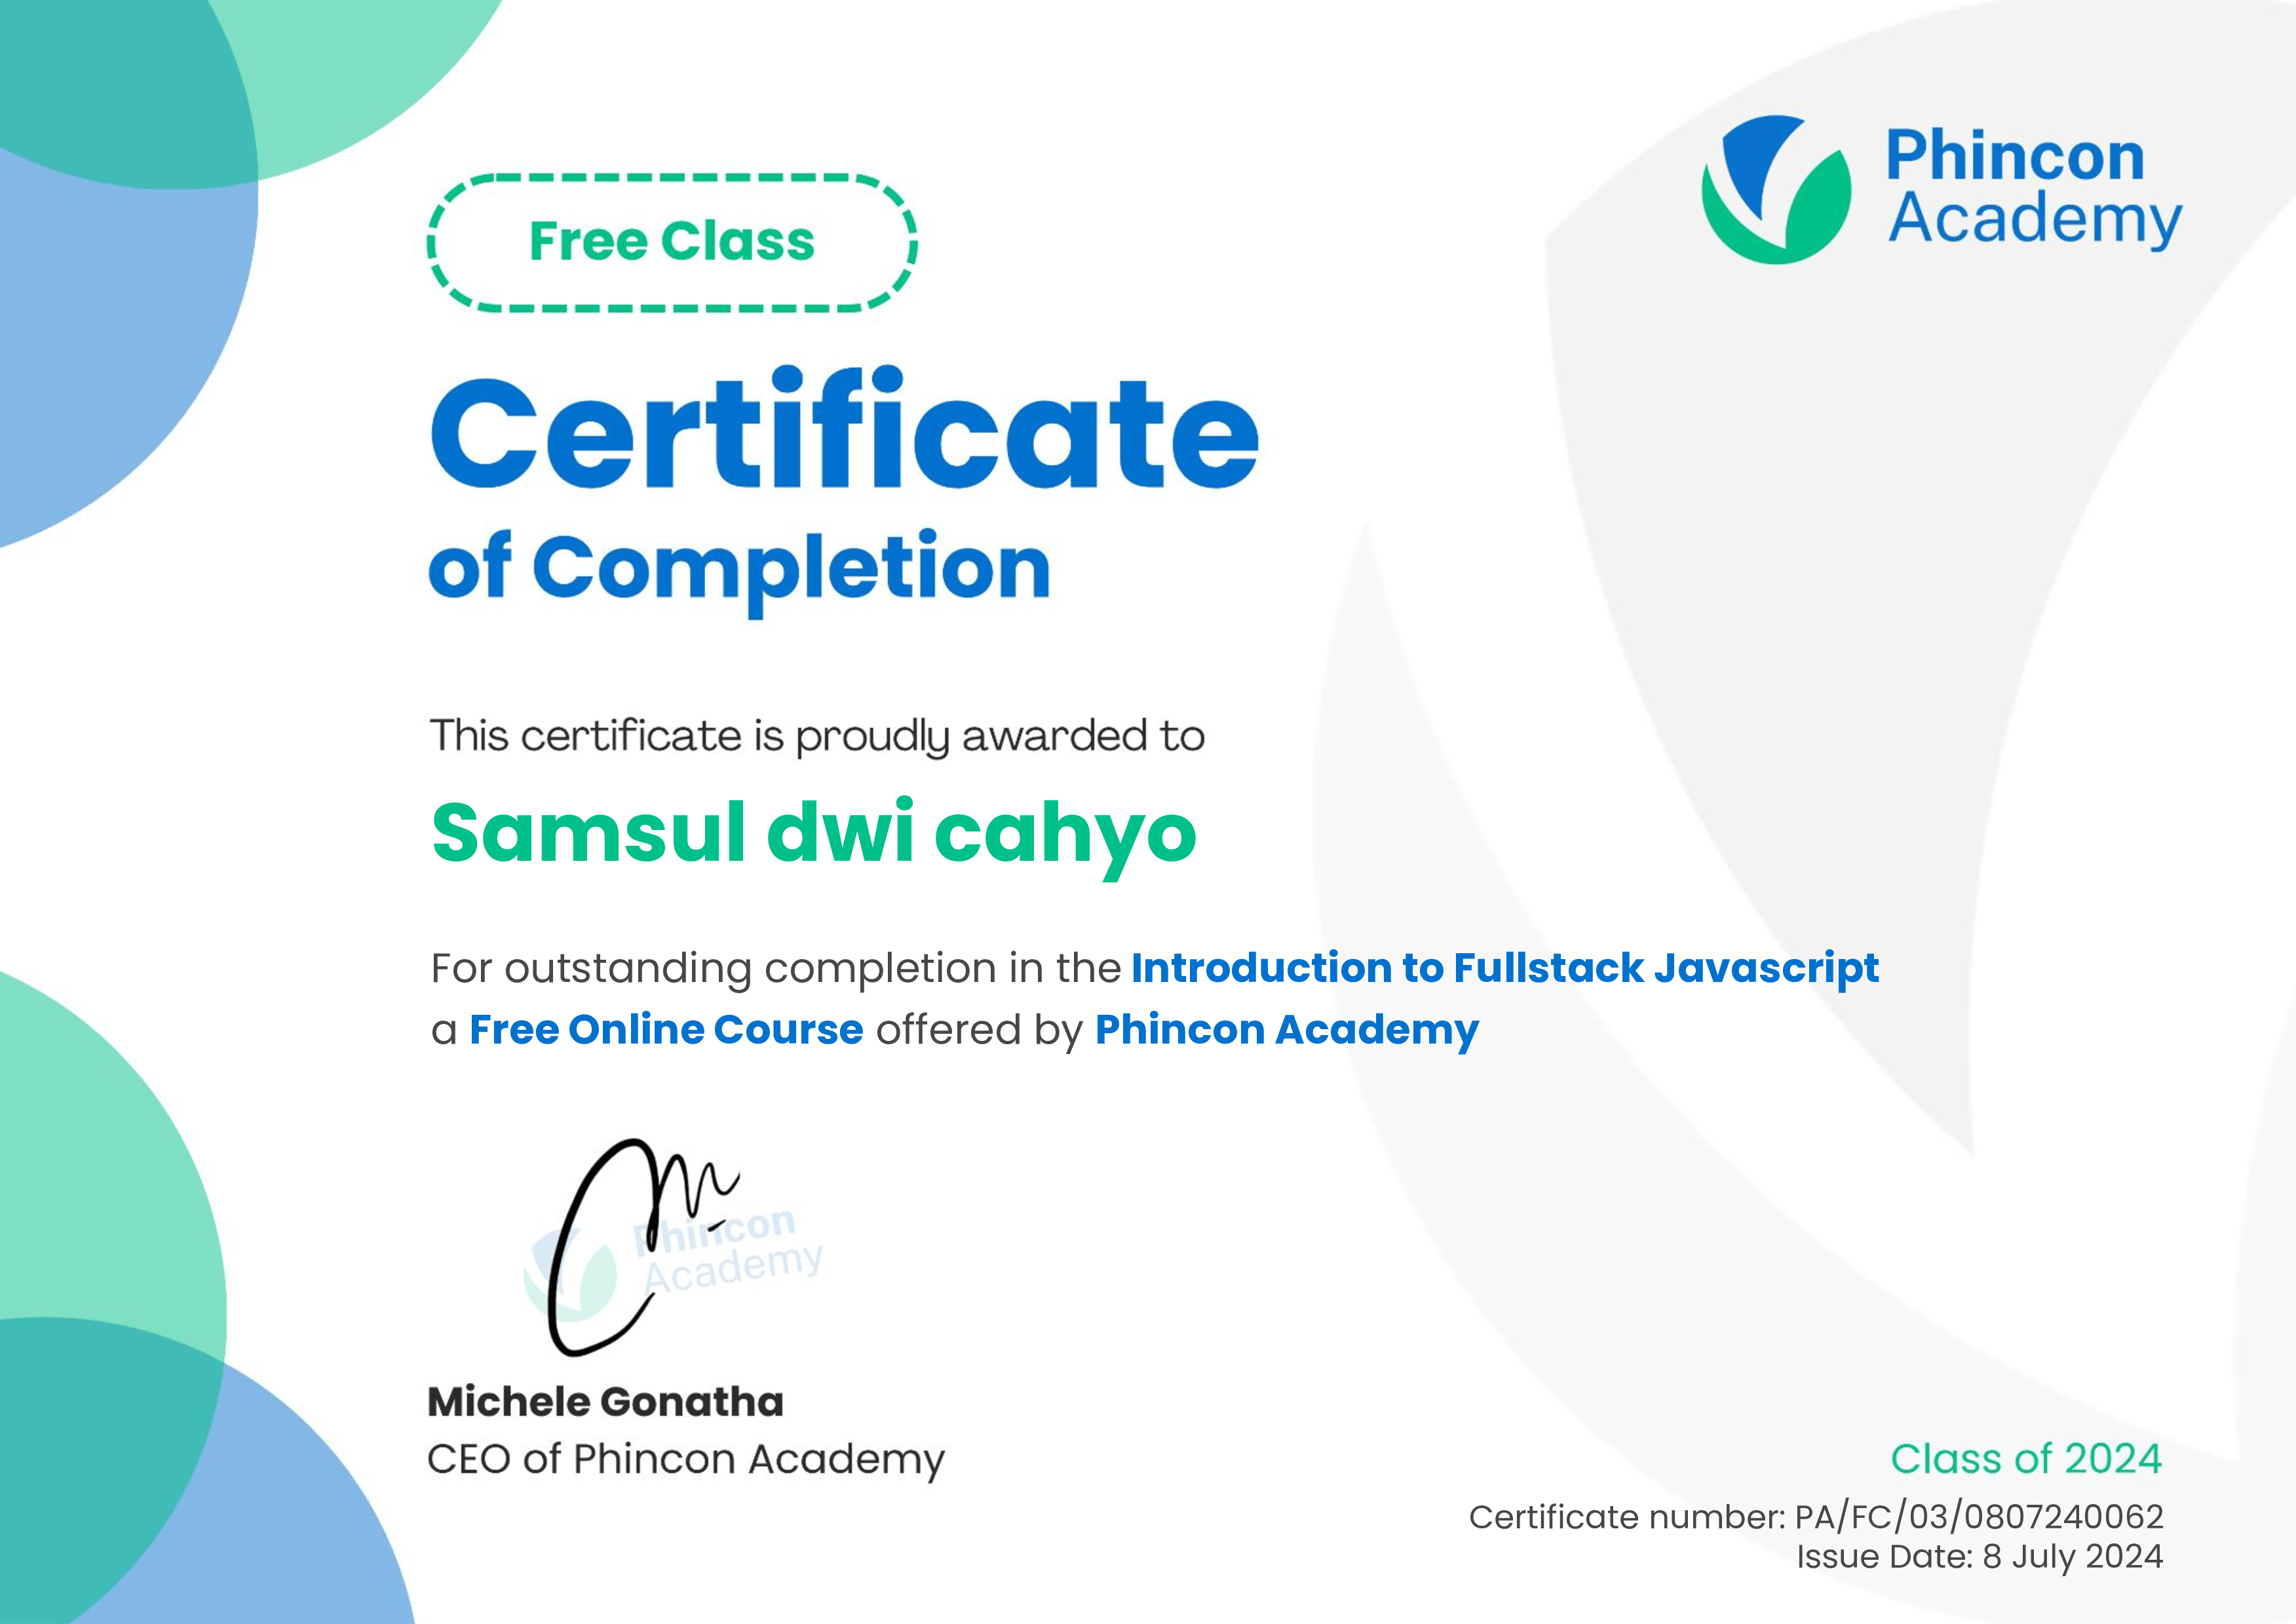 Phincon
Academy
Free Class
Certificate
of Completion
This certificate is proudly awarded to
Samsul dwi cahyo
For outstanding completion in the Introduction to Fullstack Javascript
a Free Online Course offered by Phincon Academy
Phincon
Academy
Michele Gonatha
CEO of Phincon Academy
Class of 2024
Certificate number: PA/FC/03/0807240062
Issue Date: 8 July 2024